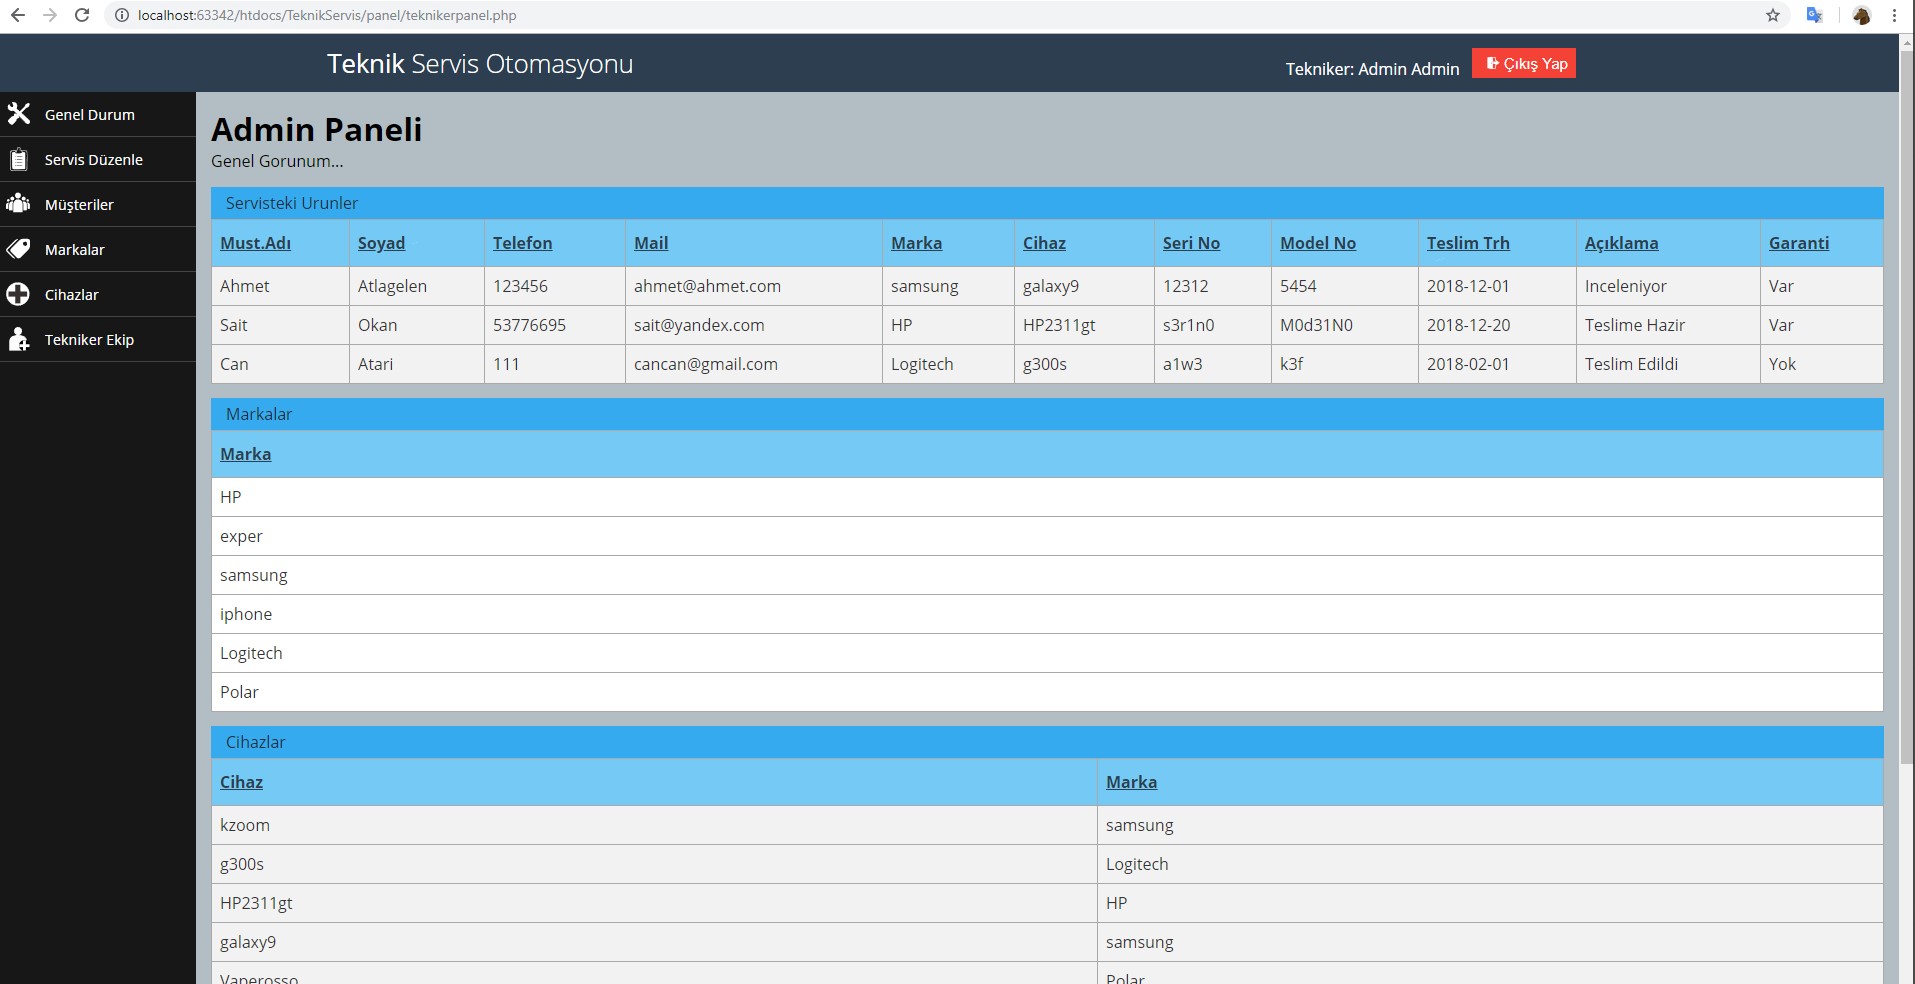 localhost:63342/htdocs/TeknikServis/panel/teknikerpanel.php
Teknik Servis Otomasyonu
Tekniker: Admin Admin Çıkış Yap
Genel Durum
Servis Düzenle
Müşteriler
Markalar
Cihazlar
Tekniker Ekip
Admin Paneli
Genel Gorunum...
Servisteki Urunler
Must.Adı Soyad Telefon Mail Marka Cihaz Seri No Model No Teslim Trh Açıklama Garanti
Ahmet Atlagelen 123456 ahmet@ahmet.com samsung galaxy9 12312 5454 2018-12-01 Inceleniyor Var
Sait Okan 53776695 sait@yandex.com HP HP2311gt s3r1n0 M0d31N0 2018-12-20 Teslime Hazir Var
Can Atari 111 cancan@gmail.com Logitech g300s a1w3 k3f 2018-02-01 Teslim Edildi Yok
Markalar
Marka
HP
exper
samsung
iphone
Logitech
Polar
Cihazlar
Cihaz Marka
kzoom samsung
g300s Logitech
HP2311gt HP
galaxy9 samsung
Vaperosso Polar